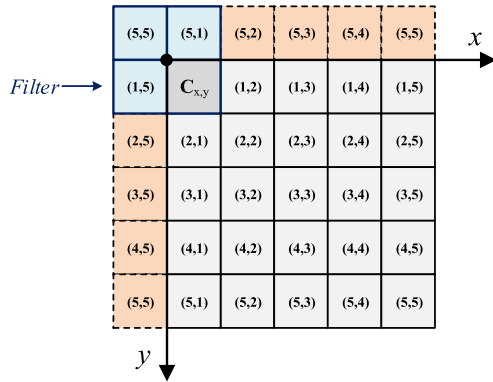 (5,5) (5,1) (5,2) (5,3) (5,4) (5,5)
x
Filter
(1,5) Cx,y (1,2) (1,3) (1,4) (1,5)
(2,5) (2,1) (2,2) (2,3) (2,4) (2,5)
(3,5) (3,1) (3,2) (3,3) (3,4) (3,5)
(4,5) (4,1) (4,2) (4,3) (4,4) (4,5)
(5,5) (5,1) (5,2) (5,3) (5,4) (5,5)
y